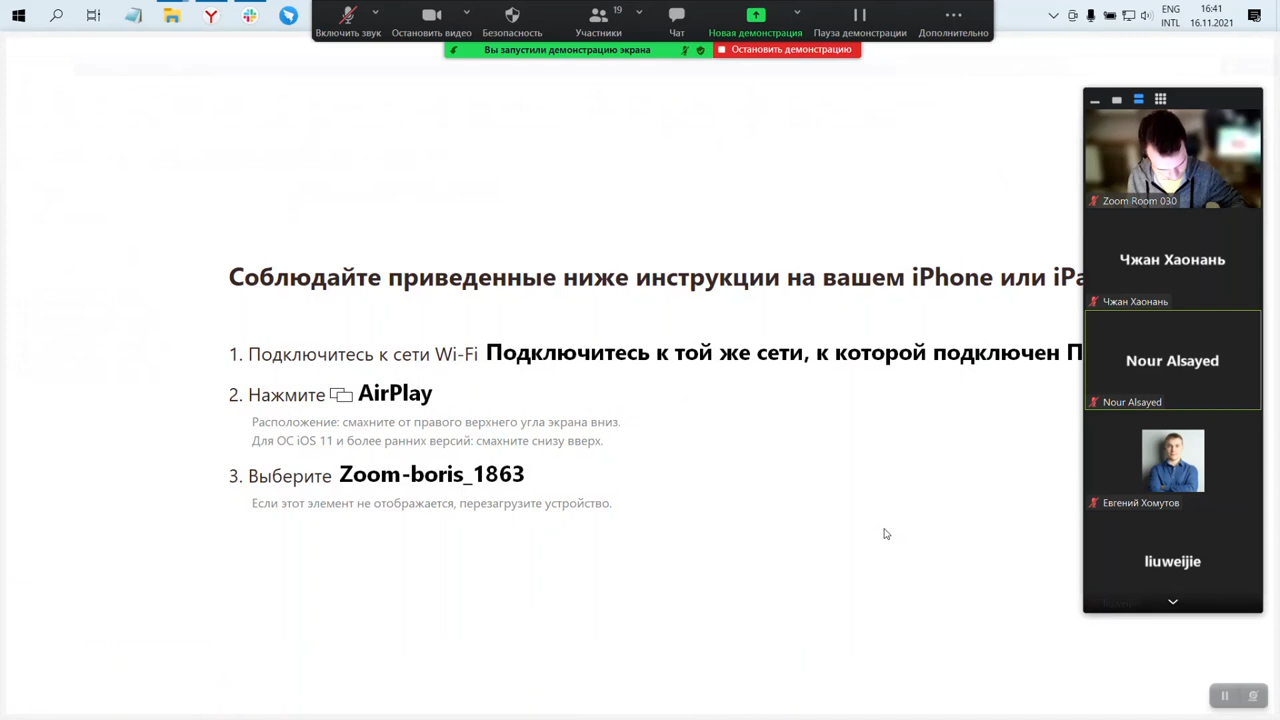 ENG
16:41
INTL
16.11.2021
19
Включить звук
Остановить видео
Безопасность
Участники
Чат
Новая демонстрация
Пауза демонстрации
Дополнительно
Вы запустили демонстрацию экрана
Остановить демонстрацию
Zoom Room 030
Чжан Хаонань
Чжан Хаонань
Nour Alsayed
Nour Alsayed
Евгений Хомутов
liuweijie
Соблюдайте приведенные ниже инструкции на вашем iPhone или iPa
1. Подключитесь к сети Wi-Fi Подключитесь к той же сети, к которой подключен П
2. Нажмите AirPlay
Расположение: смахните от правого верхнего угла экрана вниз.
Для ОС iOS 11 и более ранних версий: смахните снизу вверх.
3. Выберите Zoom-boris_1863
Если этот элемент не отображается, перезагрузите устройство.